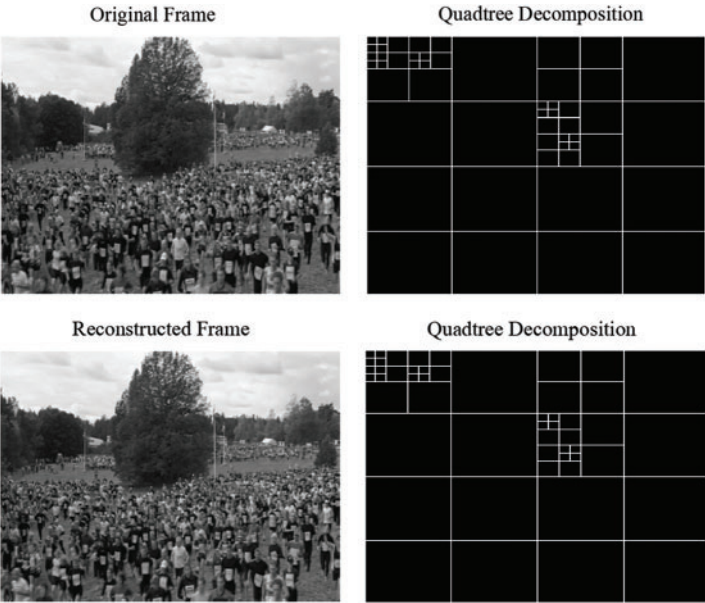 Original Frame
Quadtree Decomposition
Reconstructed Frame
Quadtree Decomposition